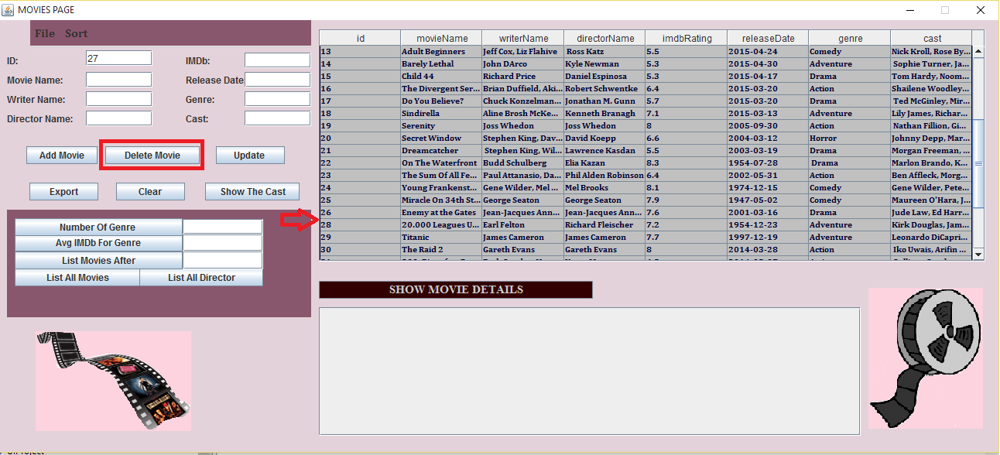 MOVIES PAGE
File Sort
ID: 27 IMDb:
Movie Name: Release Date:
Writer Name: Genre:
Director Name: Cast:
Add Movie Delete Movie Update
Export Clear Show The Cast
Number Of Genre
Avg IMDb For Genre
List Movies After
List All Movies List All Director
id movieName writerName directorName imdbRating releaseDate genre cast
13 Adult Beginners Jeff Cox, Liz Flahive Ross Katz 5.5 2015-04-24 Comedy Nick Kroll, Rose By...
14 Barely Lethal John DArco Kyle Newman 5.3 2015-04-30 Adventure Sophie Turner, Ja...
15 Child 44 Richard Price Daniel Espinosa 5.3 2015-04-17 Drama Tom Hardy, Noom...
16 The Divergent Ser... Brian Duffield, Aki... Robert Schwentke 6.4 2015-03-20 Action Shailene Woodley...
17 Do You Believe? Chuck Konzelman... Jonathan M. Gunn 5.7 2015-03-20 Drama Ted McGinley, Mir...
18 Sindirella Aline Brosh McKe... Kenneth Branagh 7.1 2015-03-13 Adventure Lily James, Richar...
19 Serenity Joss Whedon Joss Whedon 8 2005-09-30 Action Nathan Fillion, Gi...
20 Secret Window Stephen King, Dav... David Koepp 6.6 2004-03-12 Horror Johnny Depp, Mar...
21 Dreamcatcher Stephen King, Wil... Lawrence Kasdan 5.5 2003-03-19 Drama Morgan Freeman, ...
22 On The Waterfront Budd Schulberg Elia Kazan 8.3 1954-07-28 Drama Marlon Brando, K...
23 The Sum Of All Fe... Paul Attanasio, Da... Phil Alden Robinson 6.4 2002-05-31 Action Ben Affleck, Morg...
24 Young Frankenst... Gene Wilder, Mel ... Mel Brooks 8.1 1974-12-15 Comedy Gene Wilder, Pete...
25 Miracle On 34th St... George Seaton George Seaton 7.9 1947-05-02 Comedy Maureen O'Hara, J...
26 Enemy at the Gates Jean-Jacques Ann... Jean-Jacques Ann... 7.6 2001-03-16 Drama Jude Law, Ed Harr...
28 20.000 Leagues U... Earl Felton Richard Fleischer 7.2 1954-12-23 Adventure Kirk Douglas, Jam...
29 Titanic James Cameron James Cameron 7.7 1997-12-19 Adventure Leonardo DiCapri...
30 The Raid 2 Gareth Evans Gareth Evans 8 2014-03-28 Action Iko Uwais, Arifin ...
SHOW MOVIE DETAILS